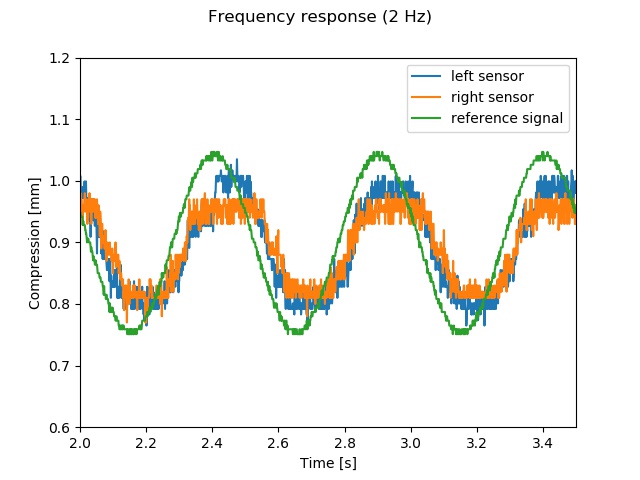 Frequency response (2 Hz)
1.2
1.1
1.0
0.9
0.8
0.7
0.6
Compression [mm]
left sensor
right sensor
reference signal
2.0 2.2 2.4 2.6 2.8 3.0 3.2 3.4
Time [s]